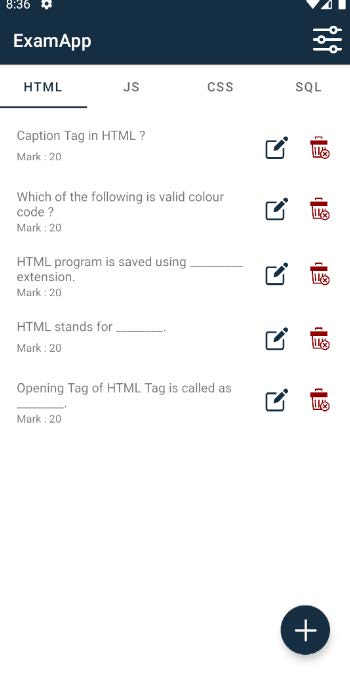 8:36
ExamApp
HTML JS CSS SQL
Caption Tag in HTML ?
Mark : 20
Which of the following is valid colour
code ?
Mark : 20
HTML program is saved using _________
extension.
Mark : 20
HTML stands for ________.
Mark : 20
Opening Tag of HTML Tag is called as
________.
Mark : 20